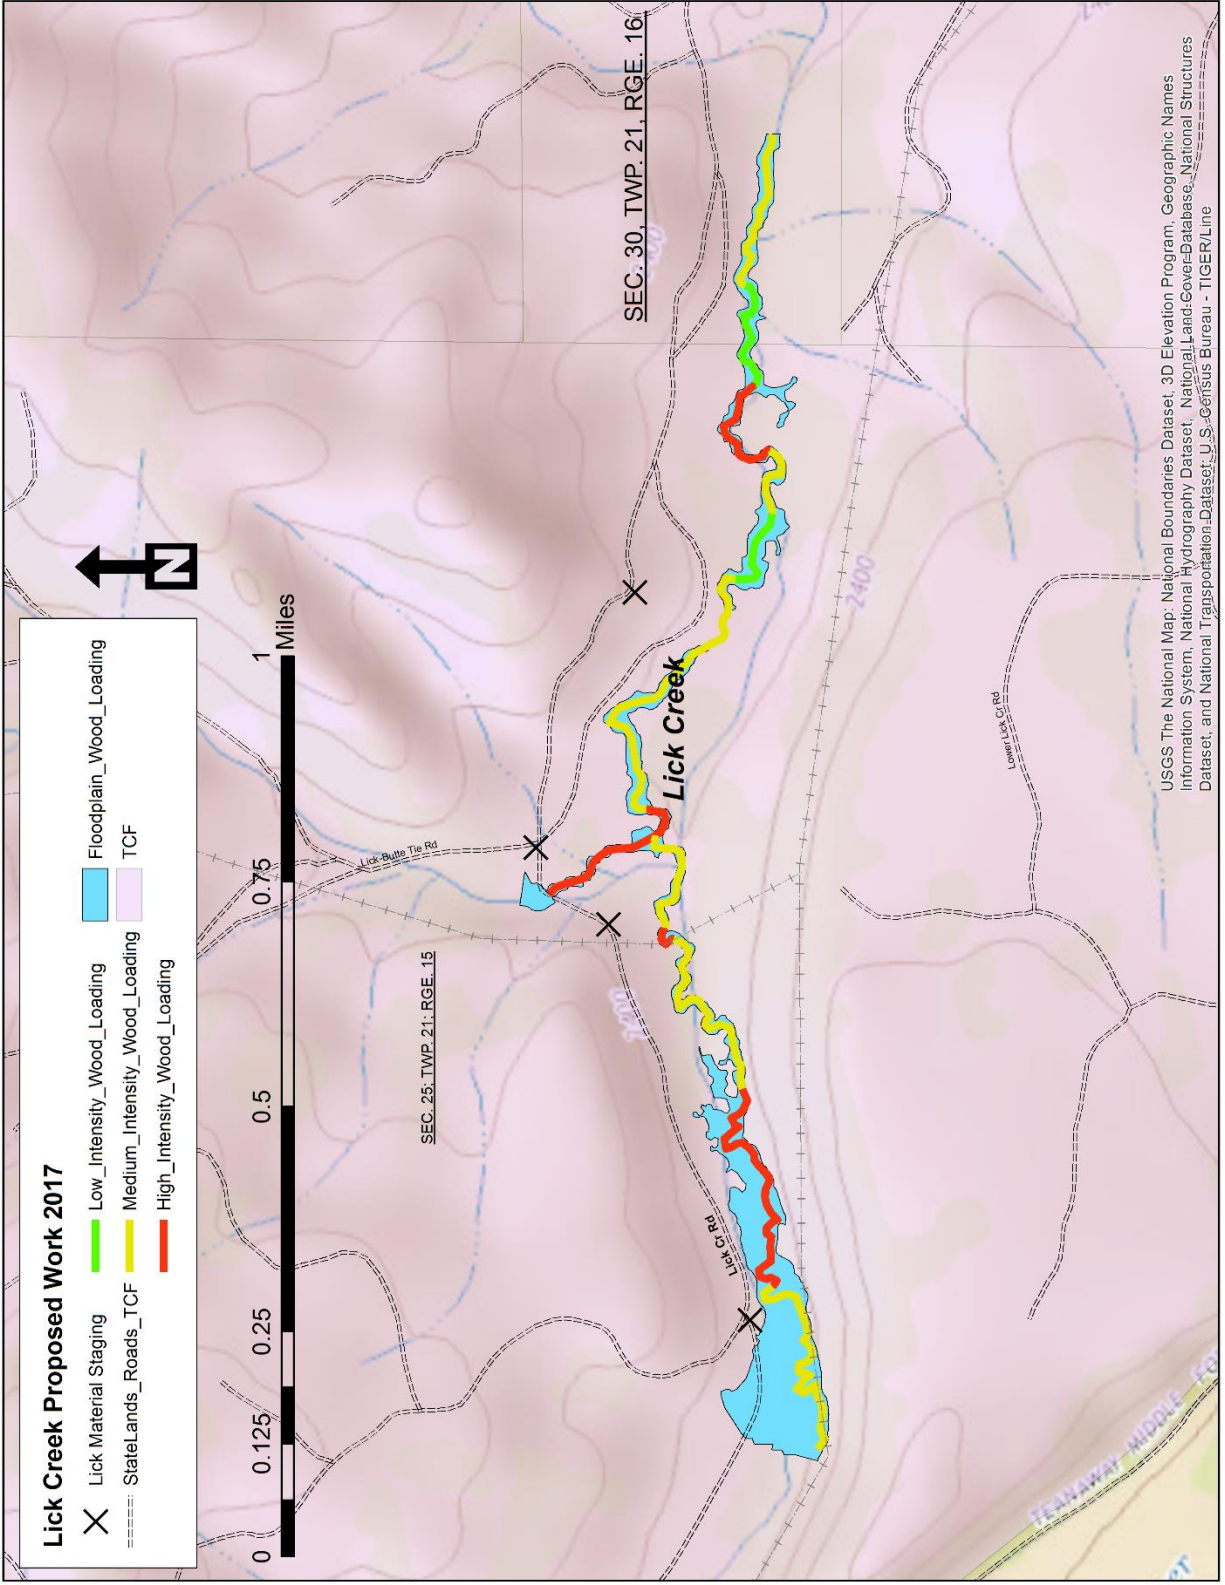 Lick Creek Proposed Work 2017
Lick Material Staging
StateLands_Roads_TCF
Low_Intensity_Wood_Loading
Medium_Intensity_Wood_Loading
High_Intensity_Wood_Loading
Floodplain_Wood_Loading
TCF
0 0.125 0.25 0.5 0.75 1
Miles
N
SEC. 25; TWP. 21; RGE. 15
SEC. 30, TWP. 21, RGE. 16
Lick-Butte Tie Rd
Lick Creek
Lick Cr Rd
2400
Lower Lick Cr Rd
TEANAWAY MIDDLE
USGS The National Map: National Boundaries Dataset, 3D Elevation Program, Geographic Names
Information System, National Hydrography Dataset, National Land Cover Database, National Structures
Dataset, and National Transportation Dataset; U.S. Census Bureau - TIGER/Line